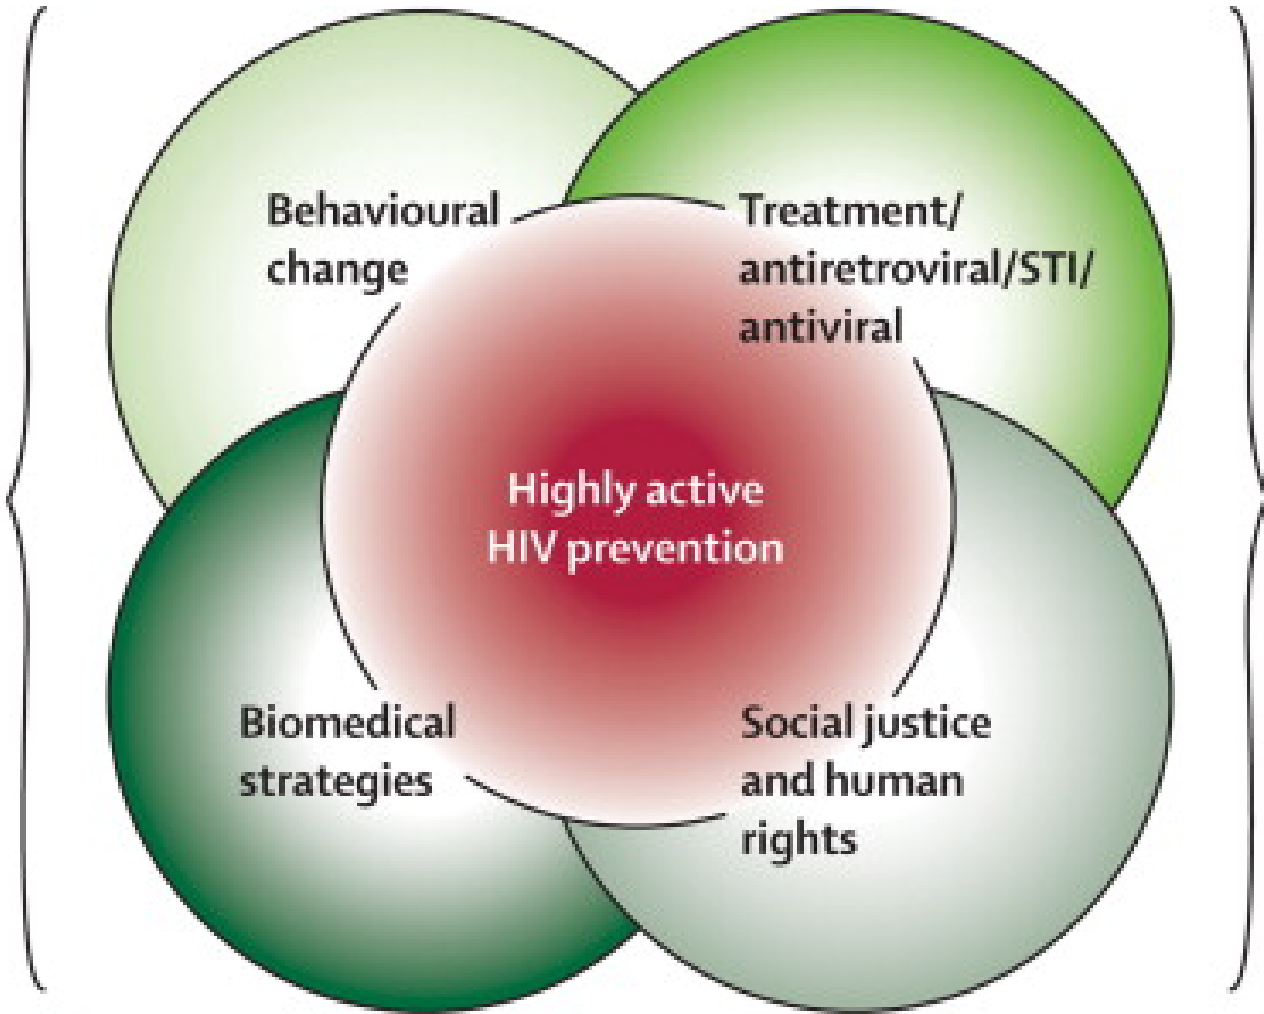 Behavioural
change
Treatment/
antiretroviral/STI/
antiviral
Highly active
HIV prevention
Biomedical
strategies
Social justice
and human
rights